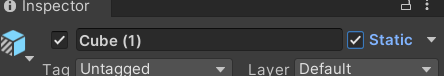 Inspector
Cube (1) Static
Tag Untagged Layer Default